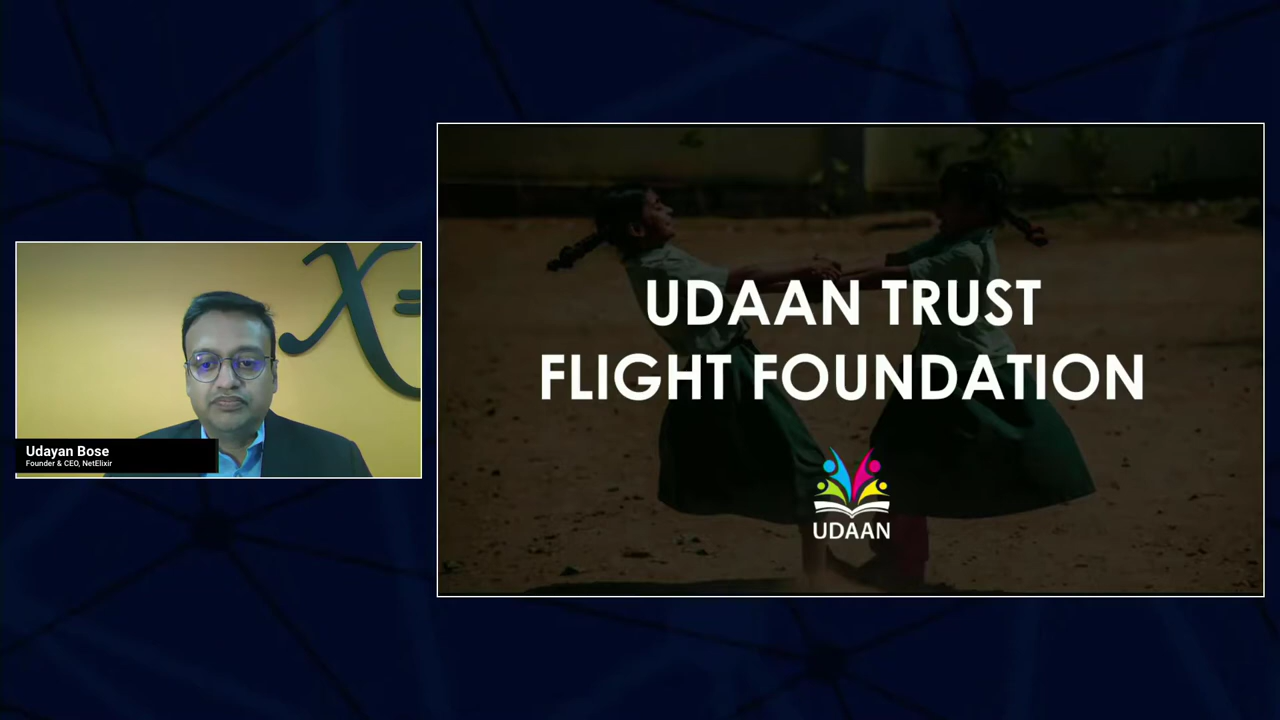 UDAAN TRUST
FLIGHT FOUNDATION
UDAAN
Udayan Bose
Founder & CEO, NetElixir
X=